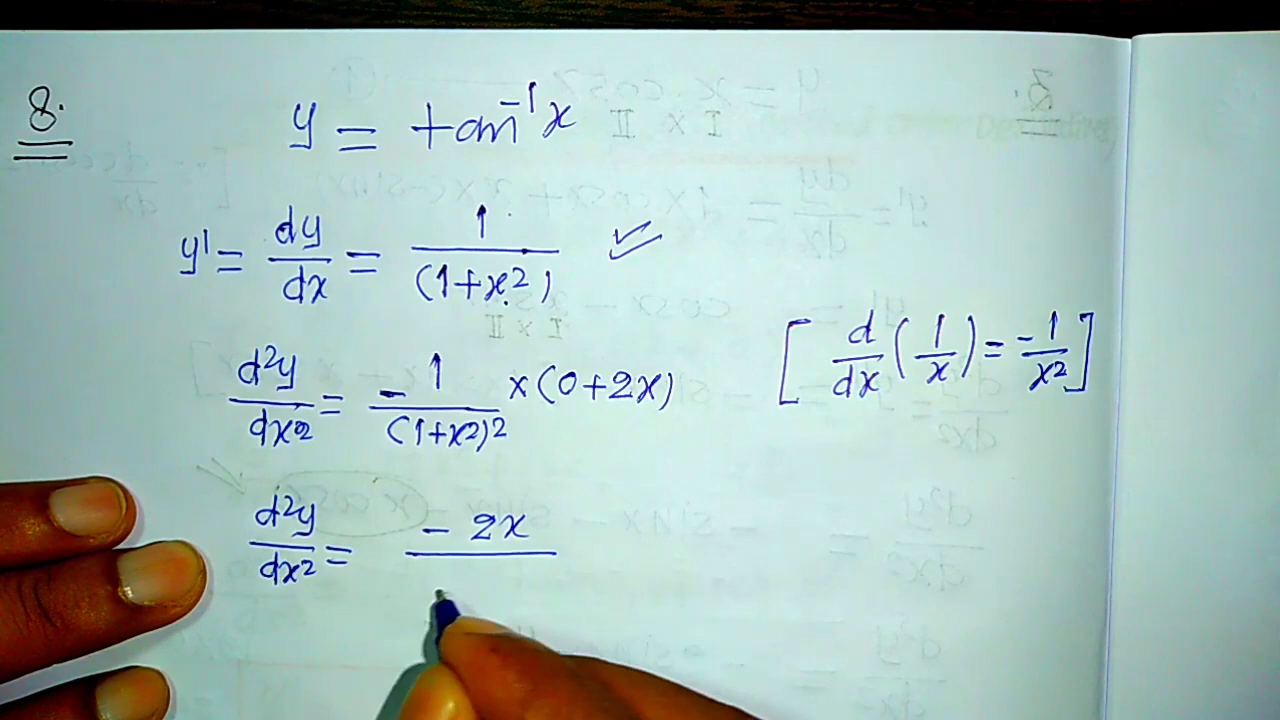 8.
y = tan⁻¹x
y' = dy/dx = 1/(1+x²)
d²y/dx² = -1/(1+x²)² × (0+2x) [ d/dx (1/x) = -1/x² ]
d²y/dx² = -2x